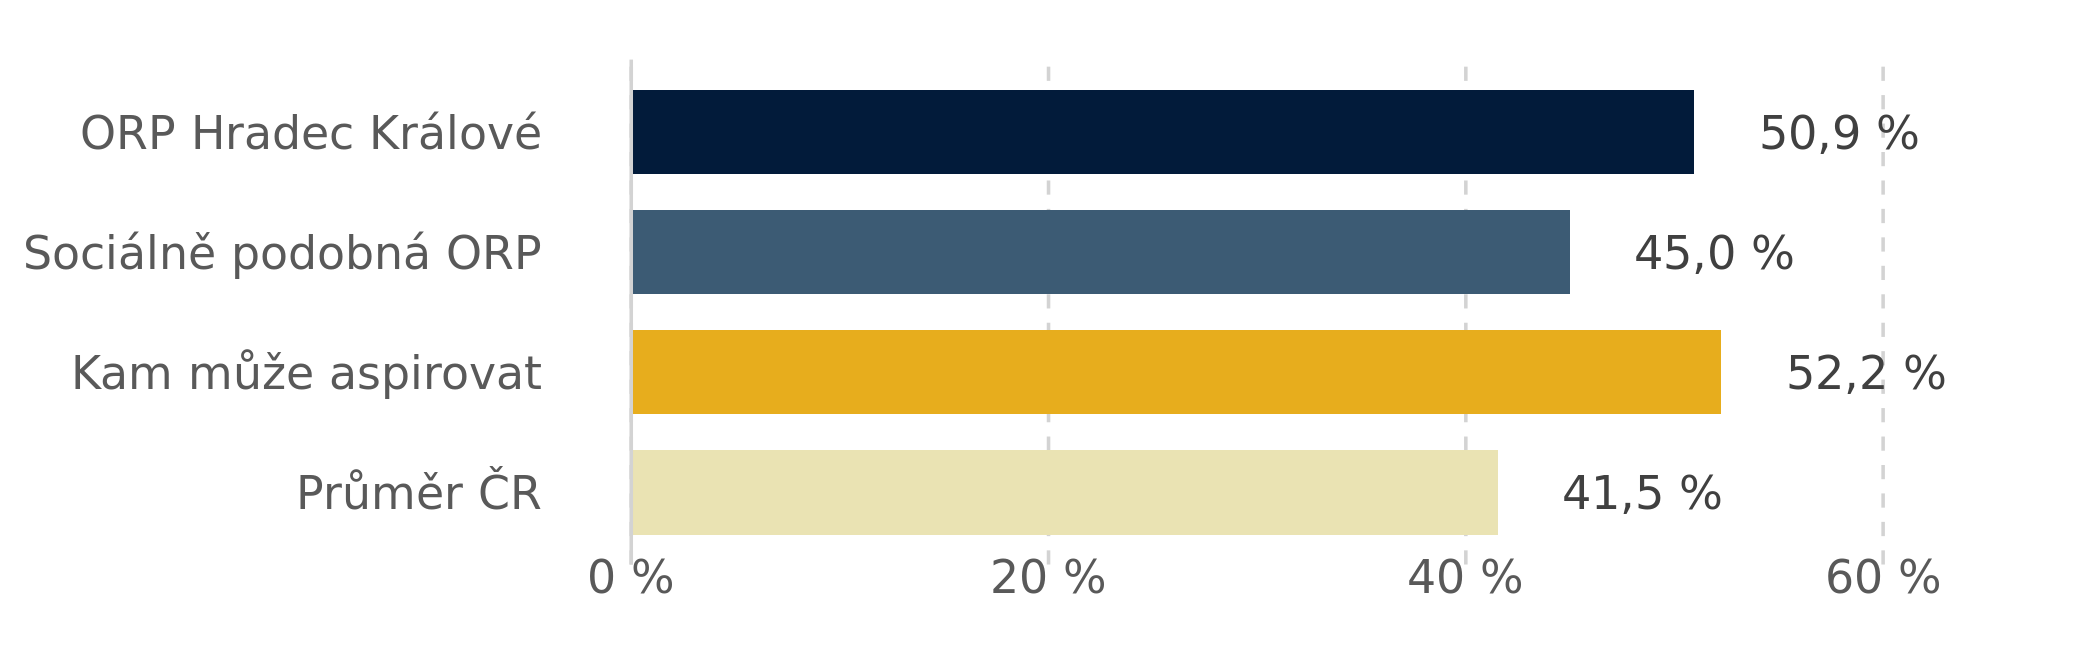 ORP Hradec Králové 50,9 %
Sociálně podobná ORP 45,0 %
Kam může aspirovat 52,2 %
Průměr ČR 41,5 %
0 % 20 % 40 % 60 %